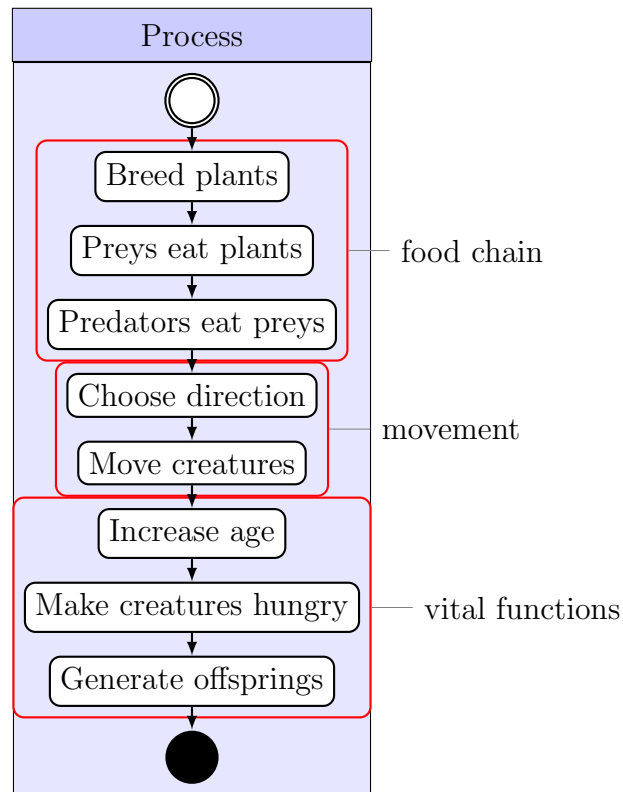 Process
Breed plants
Preys eat plants
food chain
Predators eat preys
Choose direction
movement
Move creatures
Increase age
Make creatures hungry
vital functions
Generate offsprings